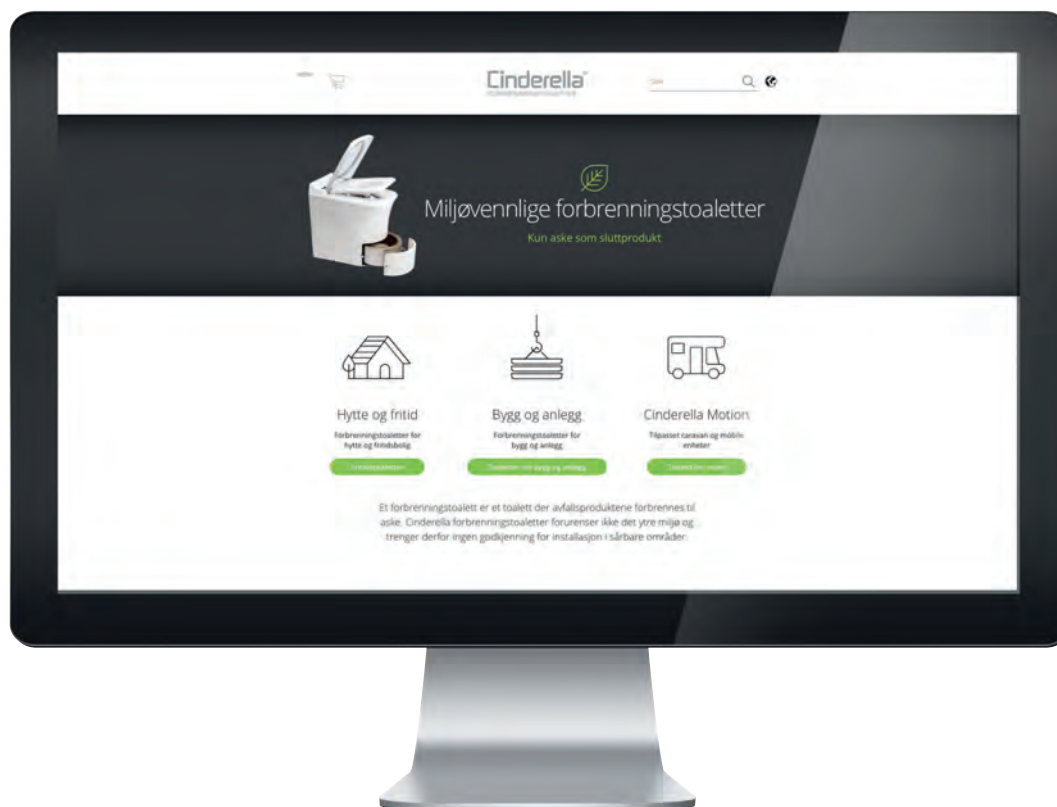 Cinderella
Miljøvennlige forbrenningstoaletter
Kun aske som sluttprodukt
Hytte og fritid
Forbrenningstoaletter for
hytte og fritidsbolig
Bygg og anlegg
Forbrenningstoaletter for
bygg og anlegg
Cinderella Motion
Tilpasset caravan og mobiln
enheter
Et forbrenningstoalett er et toalett der avfallsproduktene forbrennes til
aske. Cinderella forbrenningstoaletter forurenser ikke det ytre miljø og
trenger derfor ingen godkjenning for installasjon i sårbare områder.